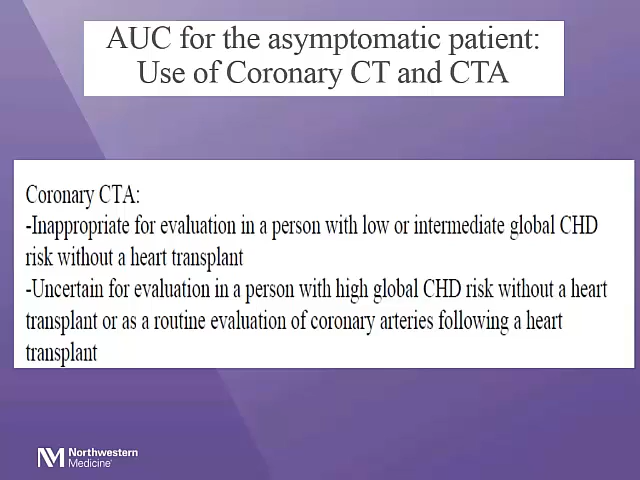 AUC for the asymptomatic patient:
Use of Coronary CT and CTA
Coronary CTA:
-Inappropriate for evaluation in a person with low or intermediate global CHD
risk without a heart transplant
-Uncertain for evaluation in a person with high global CHD risk without a heart
transplant or as a routine evaluation of coronary arteries following a heart
transplant
NM Northwestern
Medicine®